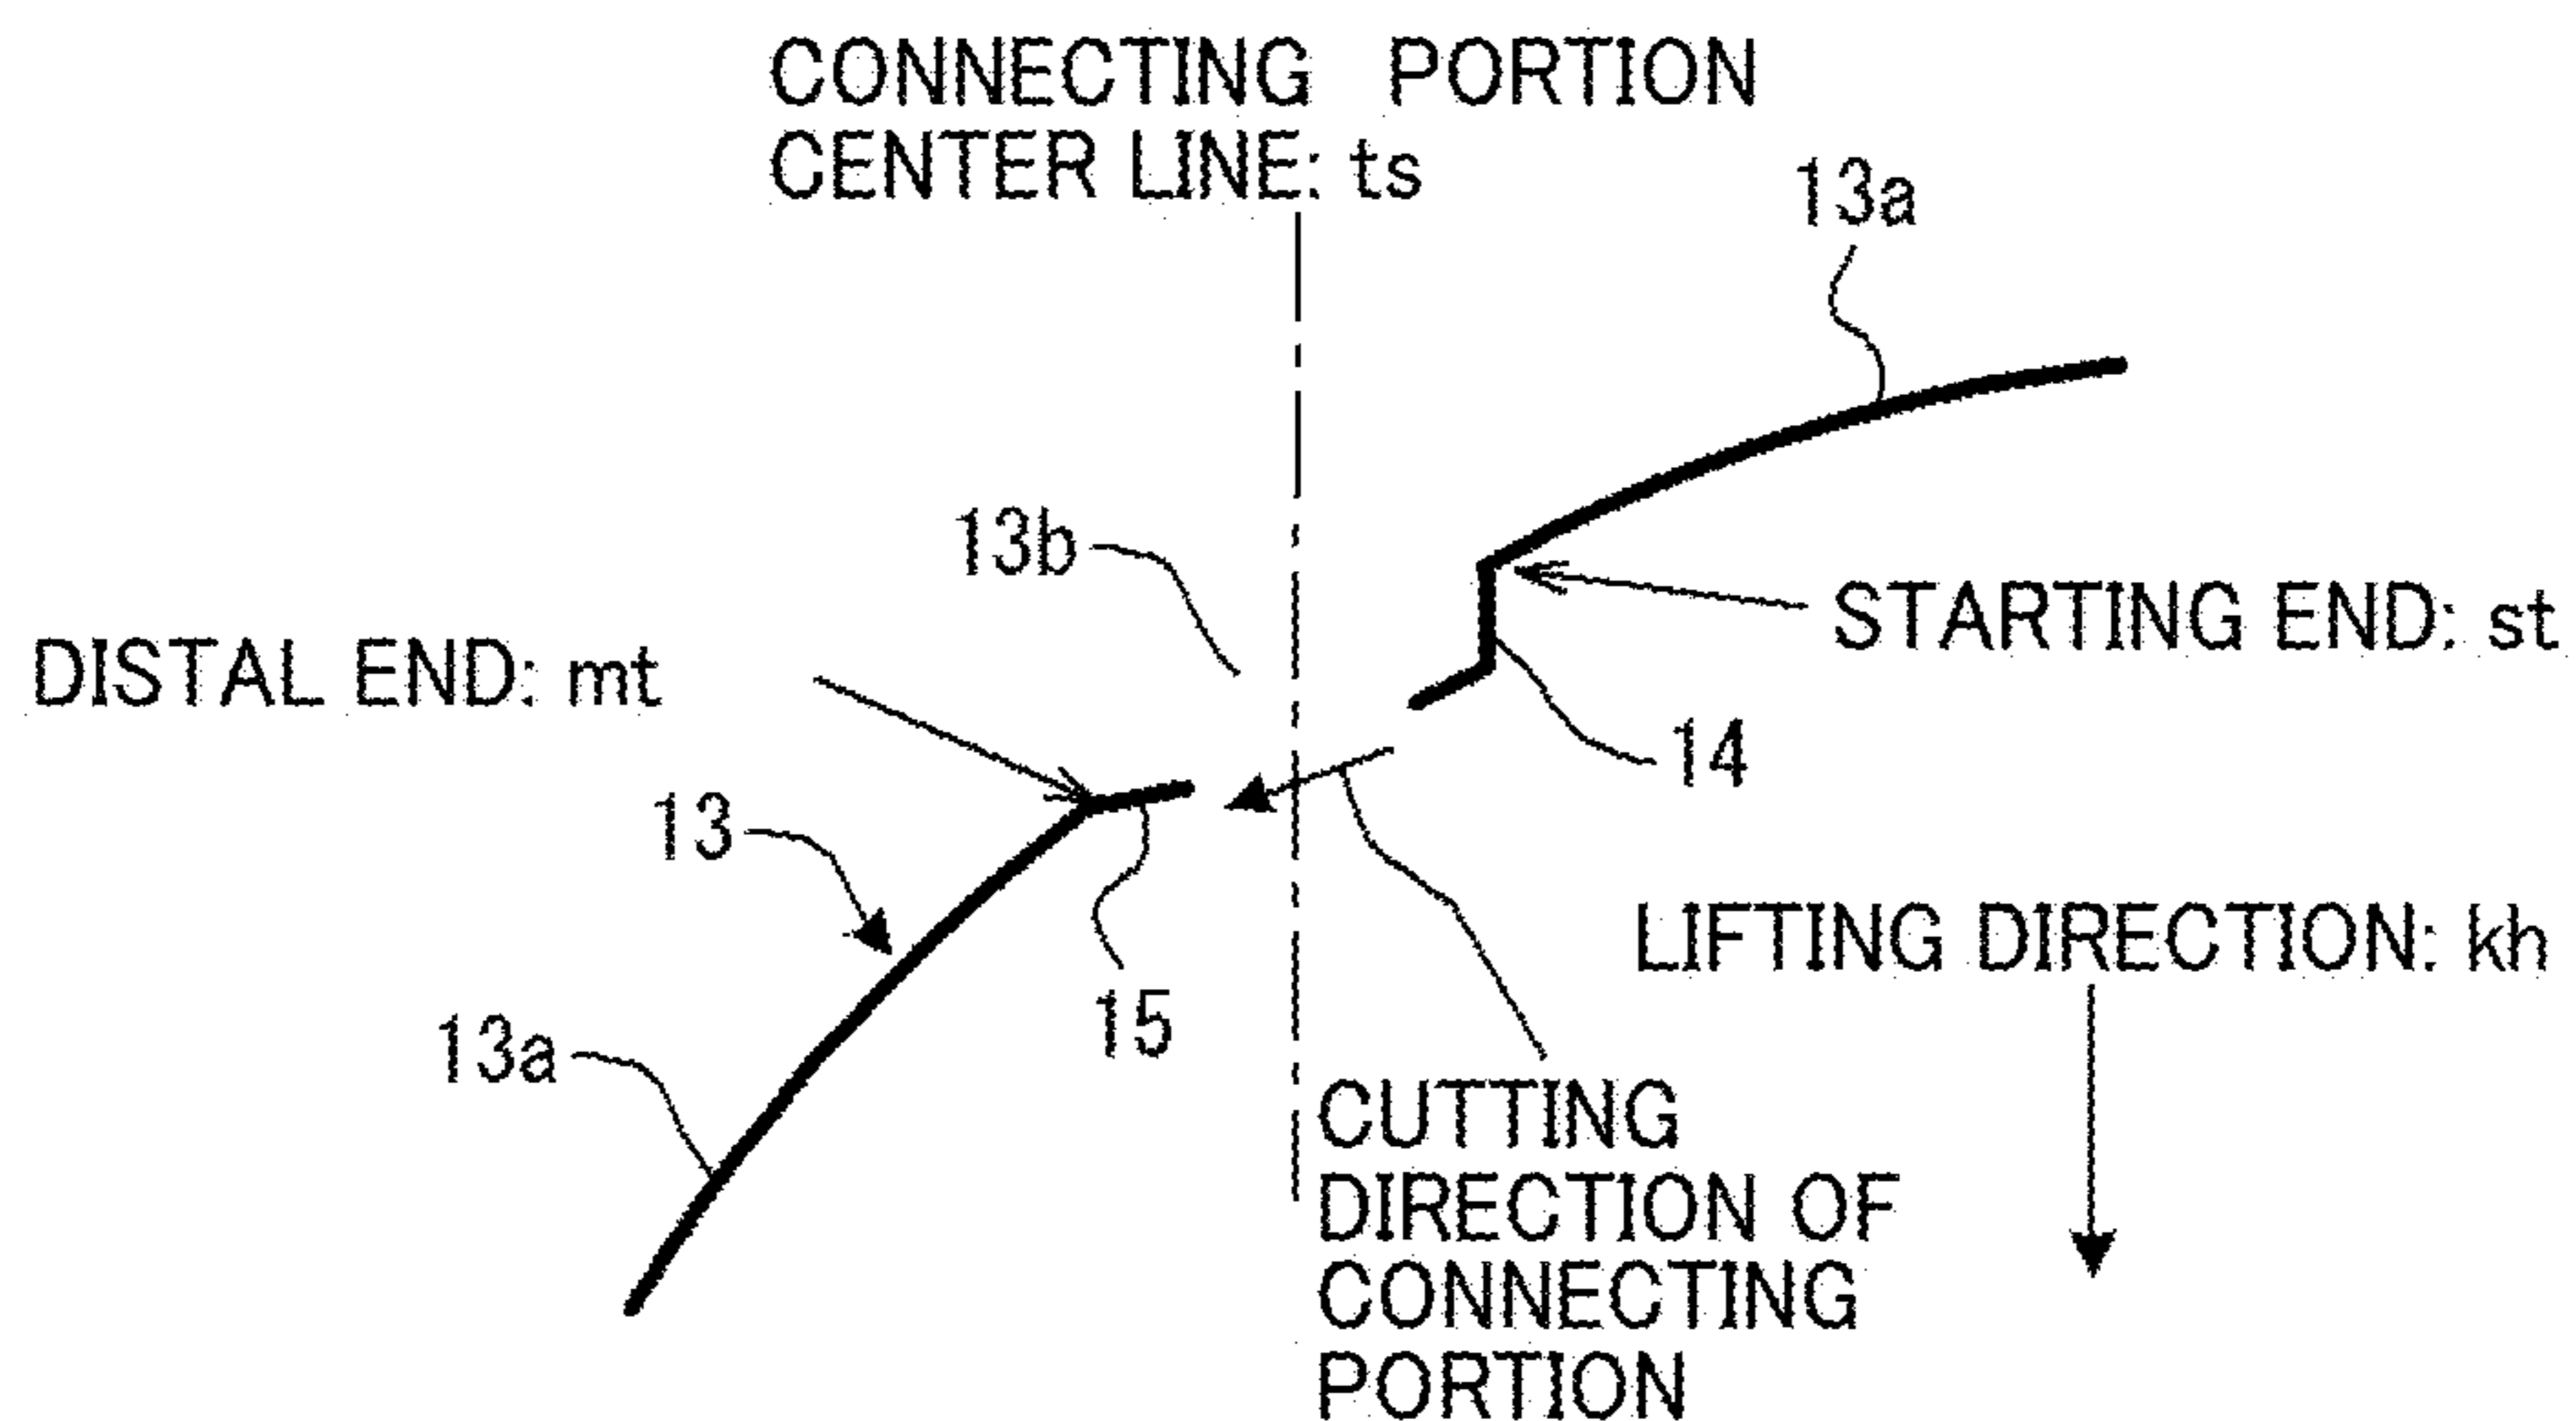 CONNECTING PORTION
CENTER LINE: ts
13a
13b
STARTING END: st
DISTAL END: mt
14
13
LIFTING DIRECTION: kh
15
13a
CUTTING
DIRECTION OF
CONNECTING
PORTION